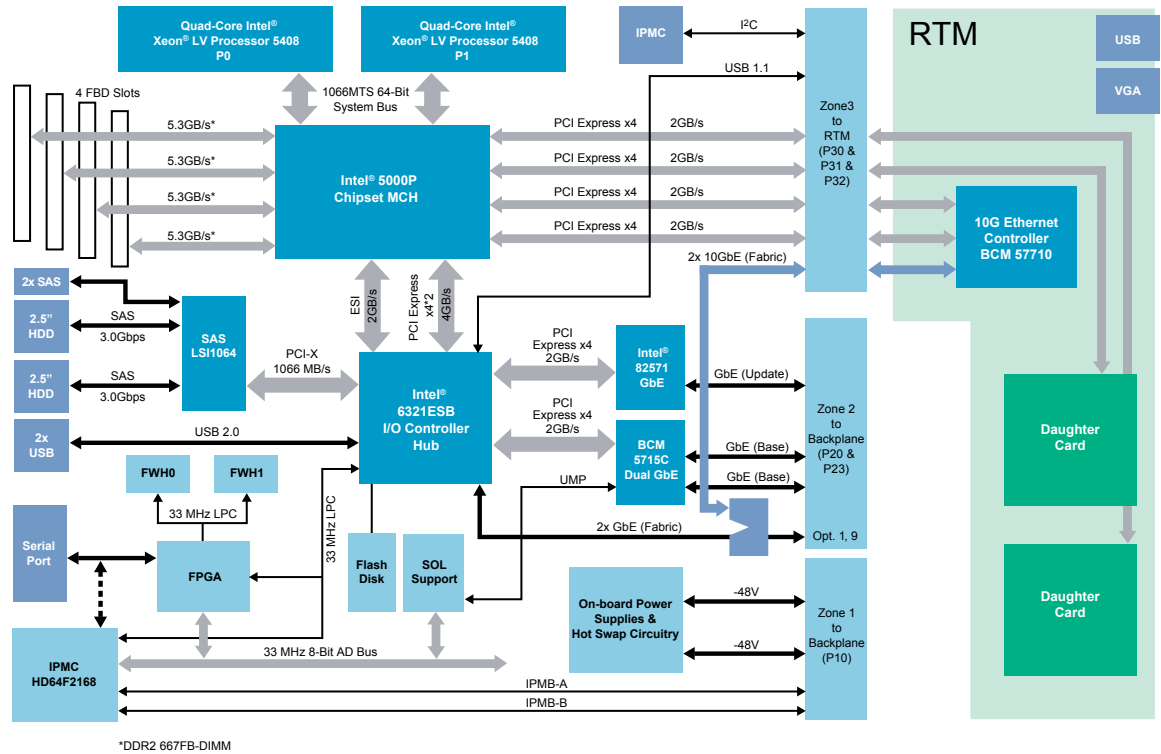 Quad-Core Intel®
Xeon® LV Processor 5408
P0
Quad-Core Intel®
Xeon® LV Processor 5408
P1
IPMC
I²C
RTM
USB
VGA
USB 1.1
4 FBD Slots
1066MTS 64-Bit
System Bus
5.3GB/s*
5.3GB/s*
5.3GB/s*
5.3GB/s*
Intel® 5000P
Chipset MCH
PCI Express x4 2GB/s
PCI Express x4 2GB/s
PCI Express x4 2GB/s
PCI Express x4 2GB/s
Zone3
to
RTM
(P30 &
P31 &
P32)
10G Ethernet
Controller
BCM 57710
2x 10GbE (Fabric)
ESI
2GB/s
PCI Express
x4*2
4GB/s
2x SAS
2.5”
HDD
SAS
3.0Gbps
2.5”
HDD
SAS
3.0Gbps
SAS
LSI1064
PCI-X
1066 MB/s
Intel®
6321ESB
I/O Controller
Hub
PCI
Express x4
2GB/s
Intel®
82571
GbE
GbE (Update)
PCI
Express x4
2GB/s
BCM
5715C
Dual GbE
GbE (Base)
GbE (Base)
Zone 2
to
Backplane
(P20 &
P23)
Opt. 1, 9
2x
USB
USB 2.0
UMP
2x GbE (Fabric)
FWH0
FWH1
33 MHz LPC
33 MHz LPC
Serial
Port
FPGA
Flash
Disk
SOL
Support
On-board Power
Supplies &
Hot Swap Circuitry
-48V
-48V
Zone 1
to
Backplane
(P10)
Daughter
Card
Daughter
Card
IPMC
HD64F2168
33 MHz 8-Bit AD Bus
IPMB-A
IPMB-B
*DDR2 667FB-DIMM